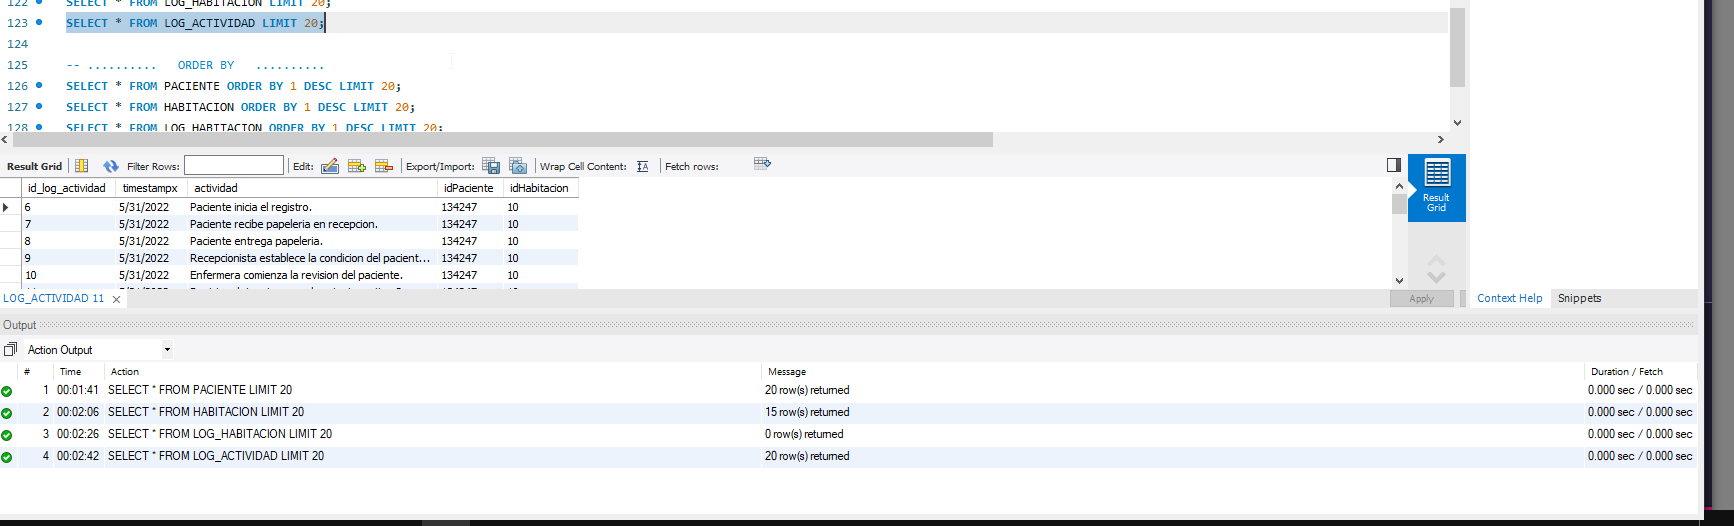 122 SELECT * FROM LOG_HABITACION LIMIT 20;
123 SELECT * FROM LOG_ACTIVIDAD LIMIT 20;
124
125 -- .......... ORDER BY ..........
126 SELECT * FROM PACIENTE ORDER BY 1 DESC LIMIT 20;
127 SELECT * FROM HABITACION ORDER BY 1 DESC LIMIT 20;
128 SELECT * FROM LOG_HABITACION ORDER BY 1 DESC LIMIT 20;
Result Grid Filter Rows: Edit: Export/Import: Wrap Cell Content: Fetch rows:
id_log_actividad timestampx actividad idPaciente idHabitacion
6 5/31/2022 Paciente inicia el registro. 134247 10
7 5/31/2022 Paciente recibe papeleria en recepcion. 134247 10
8 5/31/2022 Paciente entrega papeleria. 134247 10
9 5/31/2022 Recepcionista establece la condicion del pacient... 134247 10
10 5/31/2022 Enfermera comienza la revision del paciente. 134247 10
Result
Grid
LOG_ACTIVIDAD 11
Apply
Context Help Snippets
Output
Action Output
# Time Action Message Duration / Fetch
1 00:01:41 SELECT * FROM PACIENTE LIMIT 20 20 row(s) returned 0.000 sec / 0.000 sec
2 00:02:06 SELECT * FROM HABITACION LIMIT 20 15 row(s) returned 0.000 sec / 0.000 sec
3 00:02:26 SELECT * FROM LOG_HABITACION LIMIT 20 0 row(s) returned 0.000 sec / 0.000 sec
4 00:02:42 SELECT * FROM LOG_ACTIVIDAD LIMIT 20 20 row(s) returned 0.000 sec / 0.000 sec